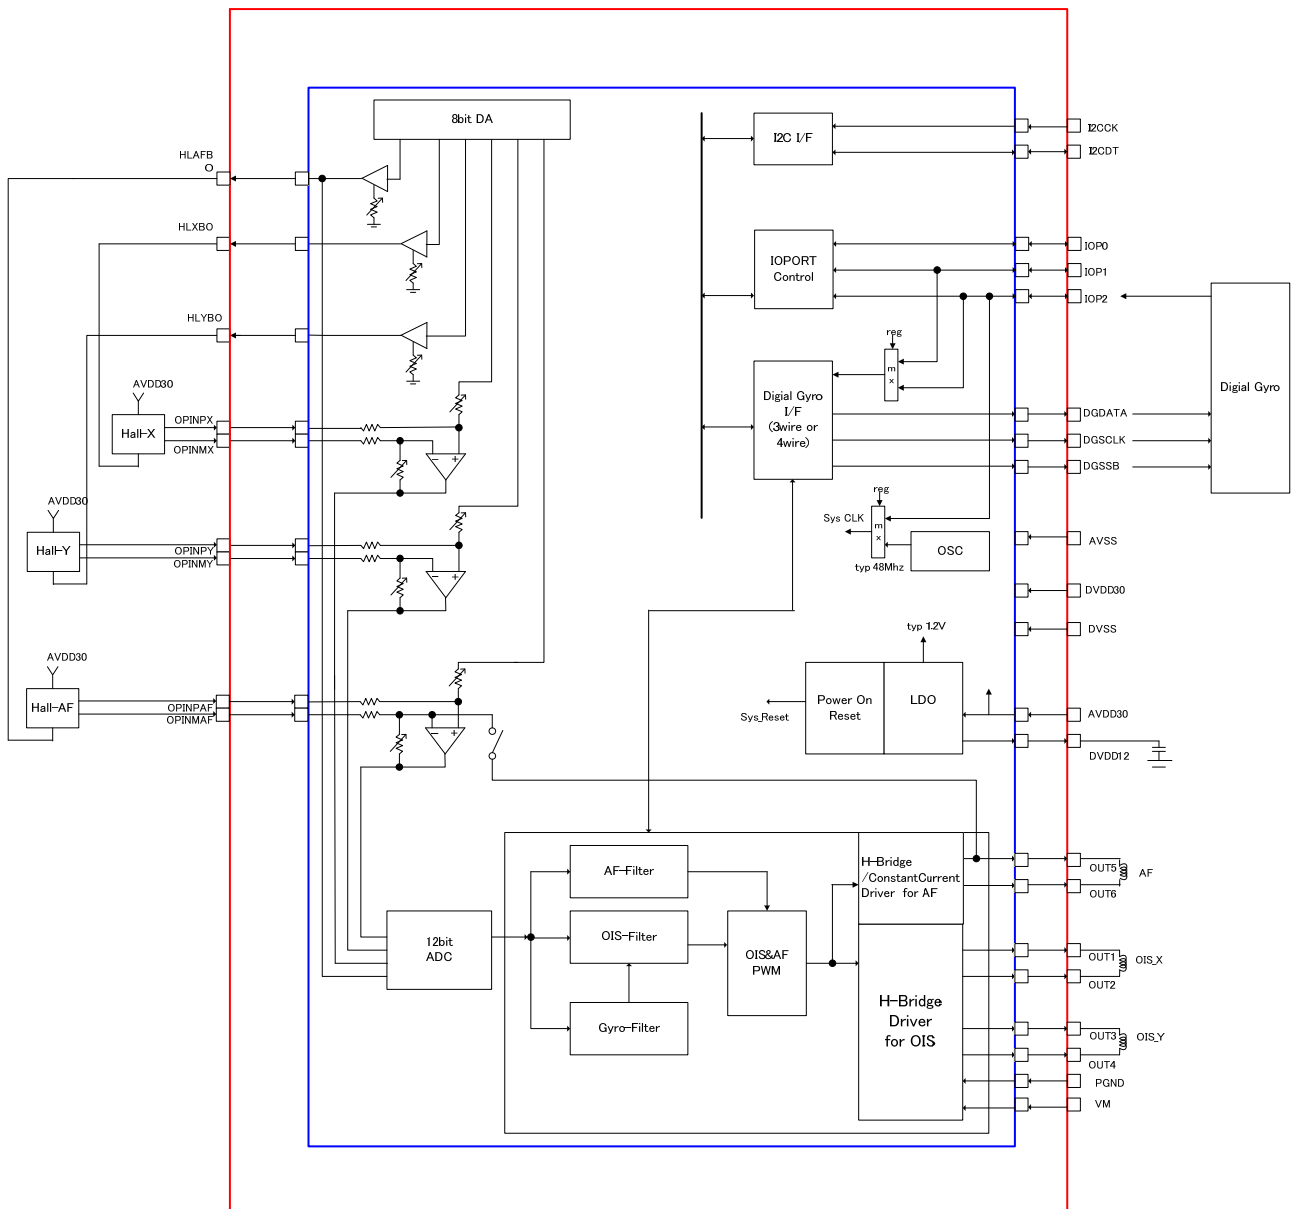 8bit DA
HLAFB
O
HLXBO
HLYBO
AVDD30
Hall-X
OPINPX
OPINMX
AVDD30
Hall-Y
OPINPY
OPINMY
AVDD30
Hall-AF
OPINPAF
OPINMAF
- +
- +
- +
I2C I/F
I2CCK
I2CDT
IOPORT
Control
IOP0
IOP1
IOP2
reg
m
x
Digial Gyro
I/F
(3wire or
4wire)
Digial Gyro
DGDATA
DGSCLK
DGSSB
reg
Sys CLK
m
x
OSC
typ 48Mhz
AVSS
DVDD30
DVSS
typ 1.2V
Power On
Reset
LDO
Sys_Reset
AVDD30
DVDD12
12bit
ADC
AF-Filter
OIS-Filter
Gyro-Filter
OIS&AF
PWM
H-Bridge
/ConstantCurrent
Driver for AF
H-Bridge
Driver
for OIS
OUT5
AF
OUT6
OUT1
OIS_X
OUT2
OUT3
OIS_Y
OUT4
PGND
VM